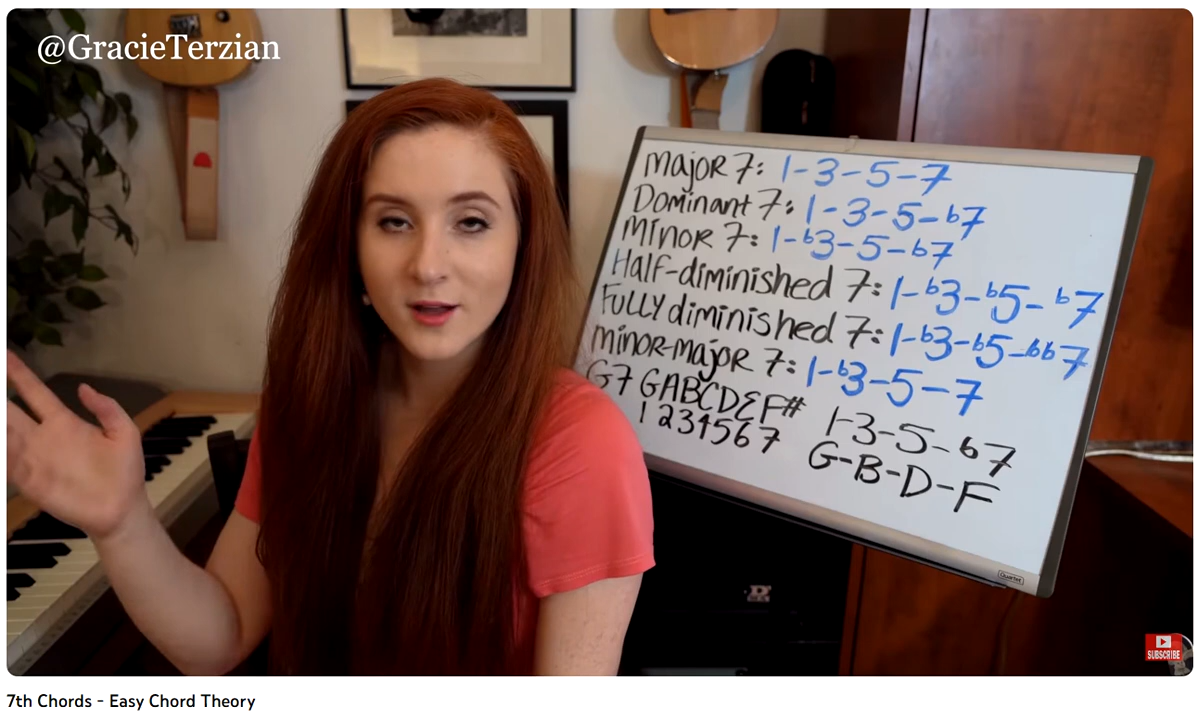 @GracieTerzian
Major 7: 1-3-5-7
Dominant 7: 1-3-5-b7
Minor 7: 1-b3-5-b7
Half-diminished 7: 1-b3-b5-b7
Fully diminished 7: 1-b3-b5-bb7
minor-major 7: 1-b3-5-7
G7 GABCDEF# 1-3-5-b7
1234567 G-B-D-F
Quartet
SUBSCRIBE
7th Chords - Easy Chord Theory